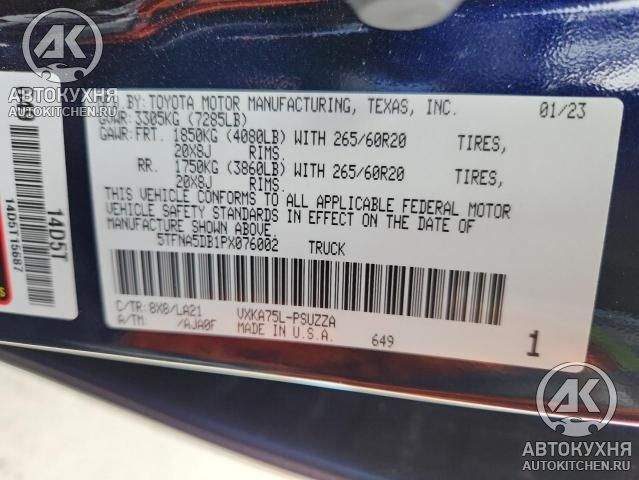 АВТОКУХНЯ
AUTOKITCHEN.RU
14D5T
14D5T15687
MFD. BY: TOYOTA MOTOR MANUFACTURING, TEXAS, INC. 01/23
GVWR: 3305KG (7285LB)
GAWR: FRT. 1850KG (4080LB) WITH 265/60R20 TIRES,
20X8J RIMS.
RR. 1750KG (3860LB) WITH 265/60R20 TIRES,
20X8J RIMS.
THIS VEHICLE CONFORMS TO ALL APPLICABLE FEDERAL MOTOR
VEHICLE SAFETY STANDARDS IN EFFECT ON THE DATE OF
MANUFACTURE SHOWN ABOVE.
5TFNA5DB1PX076002 TRUCK
C/TR: 8X8/LA21 VXKA75L-PSUZZA
A/TM: /AJA0F MADE IN U.S.A. 649 1
АК
АВТОКУХНЯ
AUTOKITCHEN.RU